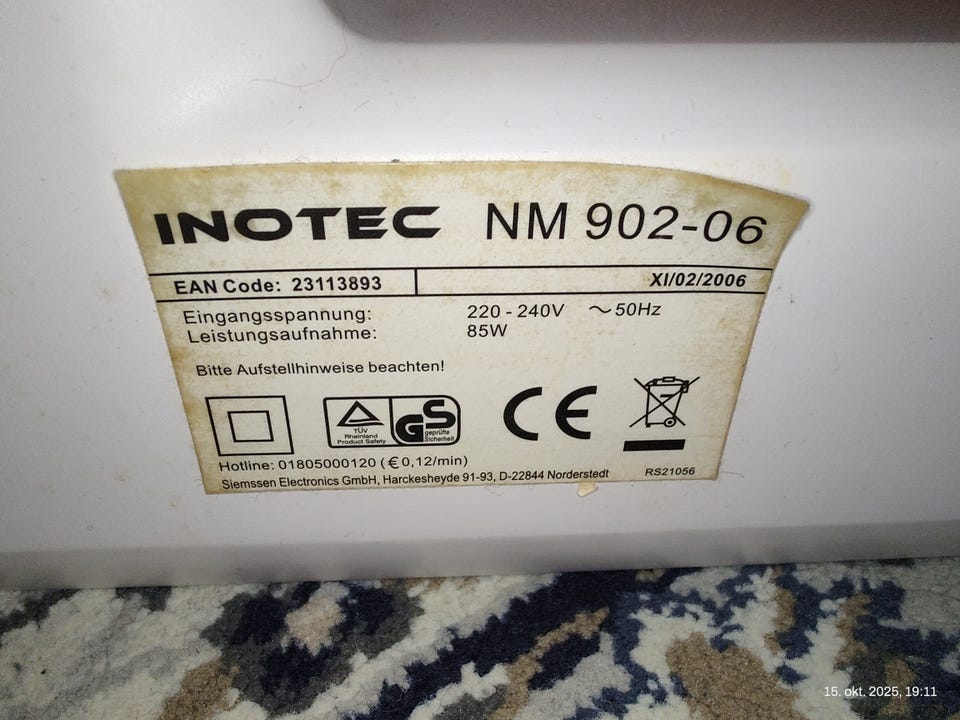 INOTEC NM 902-06
EAN Code: 23113893 XI/02/2006
Eingangsspannung: 220 - 240V ～50Hz
Leistungsaufnahme: 85W
Bitte Aufstellhinweise beachten!
TÜV
Rheinland
Product Safety
GS
geprüfte
Sicherheit
CE
Hotline: 01805000120 (€0,12/min)
Siemssen Electronics GmbH, Harckesheyde 91-93, D-22844 Norderstedt
RS21056
15. okt. 2025, 19:11